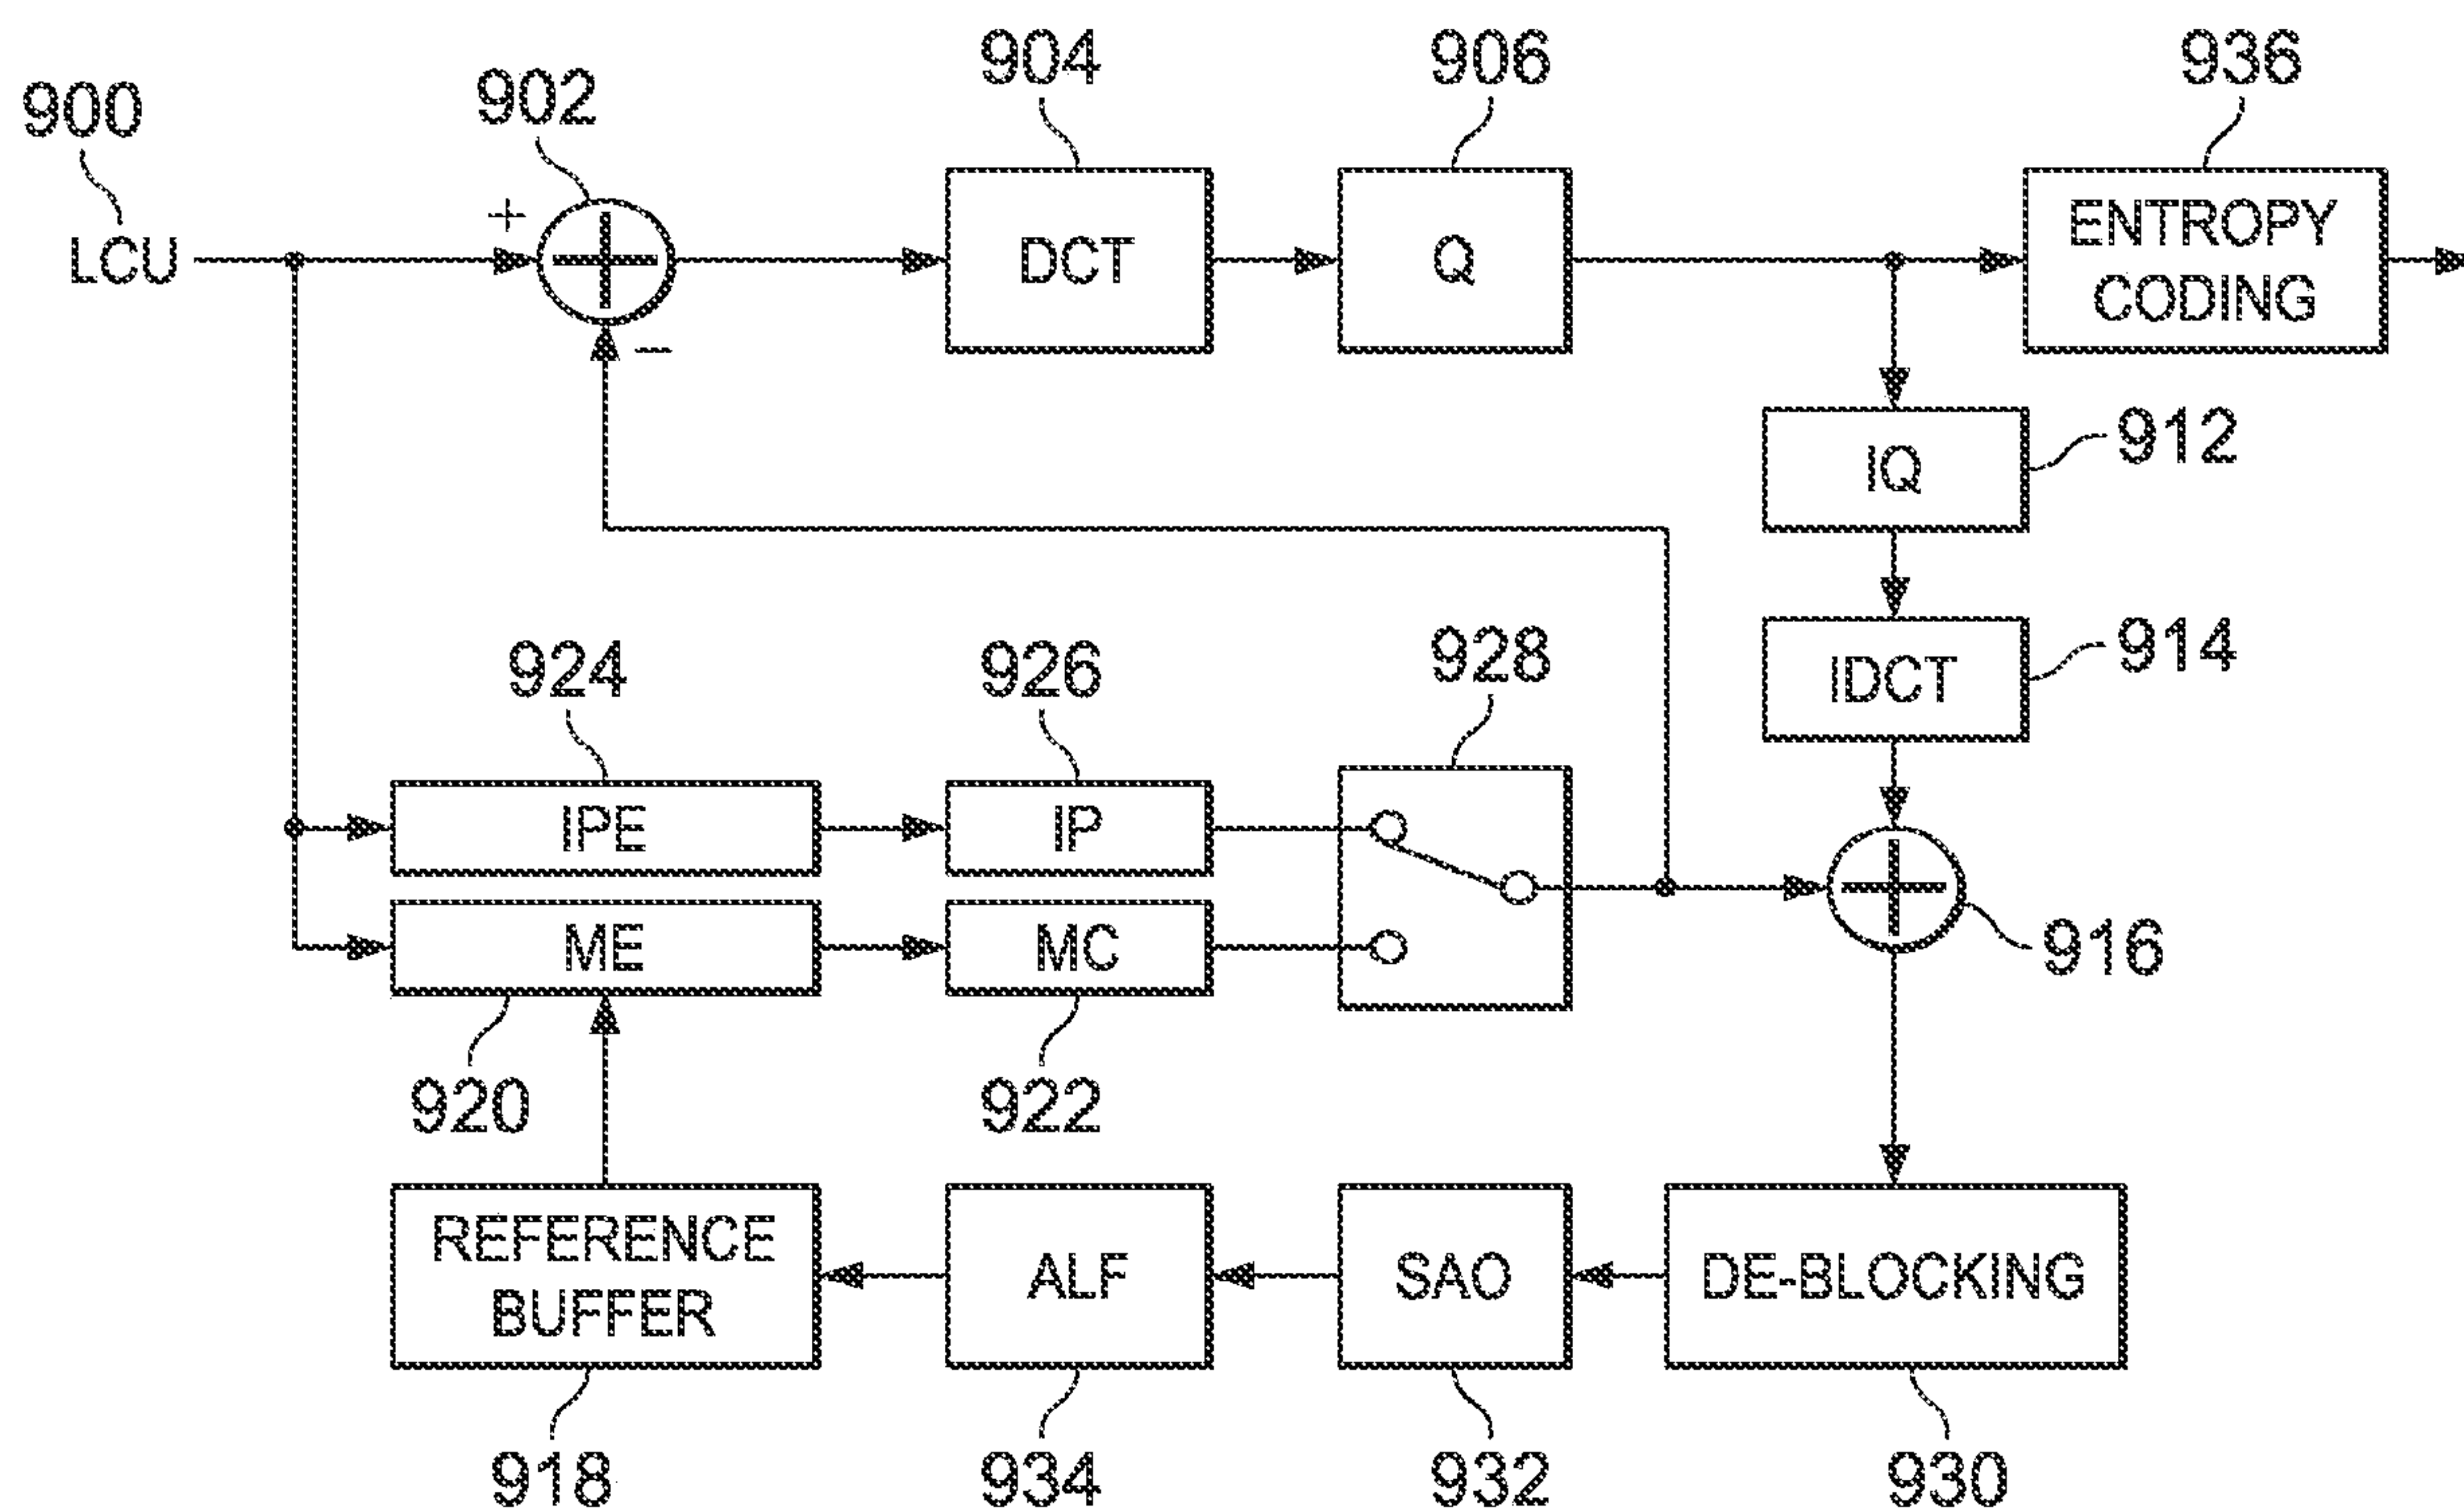 904
906
936
900
902
+
LCU
DCT
Q
ENTROPY
CODING
−
912
IQ
924
926
928
914
IDCT
IPE
IP
ME
MC
916
920
922
REFERENCE
BUFFER
ALF
SAO
DE-BLOCKING
918
934
932
930